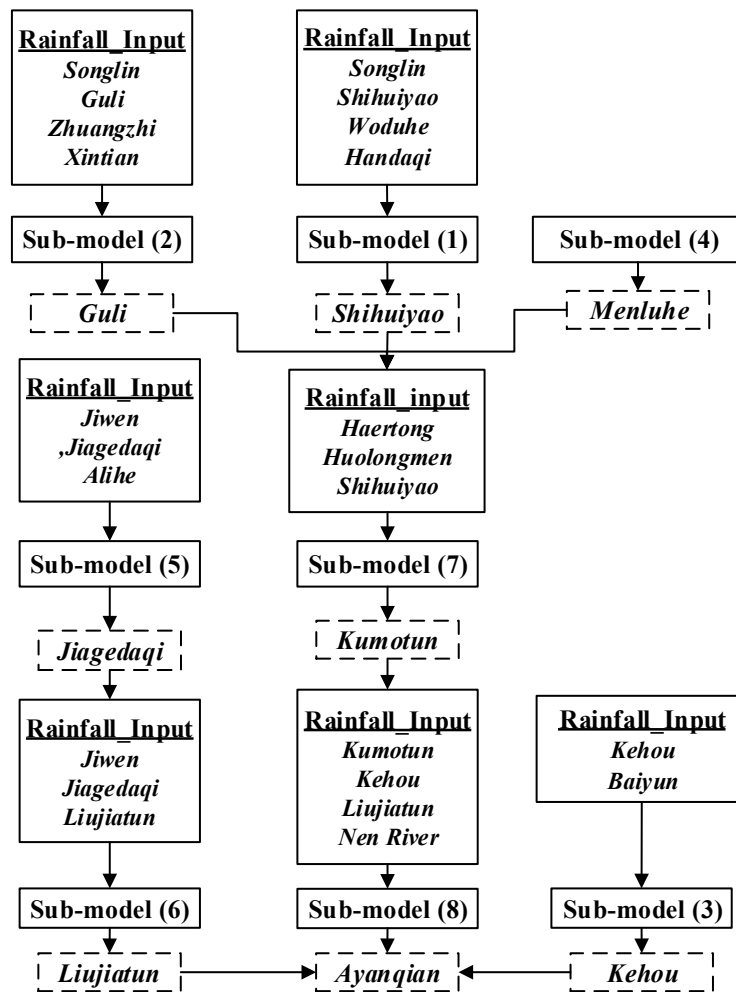 Rainfall_Input
Songlin
Guli
Zhuangzhi
Xintian
Rainfall_Input
Songlin
Shihuiyao
Woduhe
Handaqi
Sub-model (2)
Sub-model (1)
Sub-model (4)
Guli
Shihuiyao
Menluhe
Rainfall_Input
Jiwen
,Jiagedaqi
Alihe
Rainfall_input
Haertong
Huolongmen
Shihuiyao
Sub-model (5)
Sub-model (7)
Jiagedaqi
Kumotun
Rainfall_Input
Jiwen
Jiagedaqi
Liujiatun
Rainfall_Input
Kumotun
Kehou
Liujiatun
Nen River
Rainfall_Input
Kehou
Baiyun
Sub-model (6)
Sub-model (8)
Sub-model (3)
Liujiatun
Ayanqian
Kehou